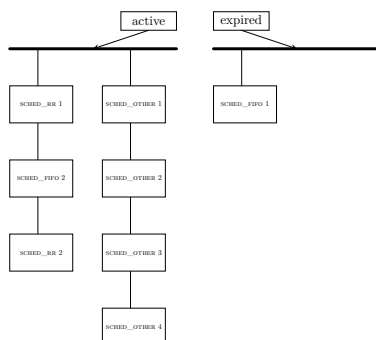 active
expired
SCHED_RR 1
SCHED_OTHER 1
SCHED_FIFO 1
SCHED_FIFO 2
SCHED_OTHER 2
SCHED_RR 2
SCHED_OTHER 3
SCHED_OTHER 4